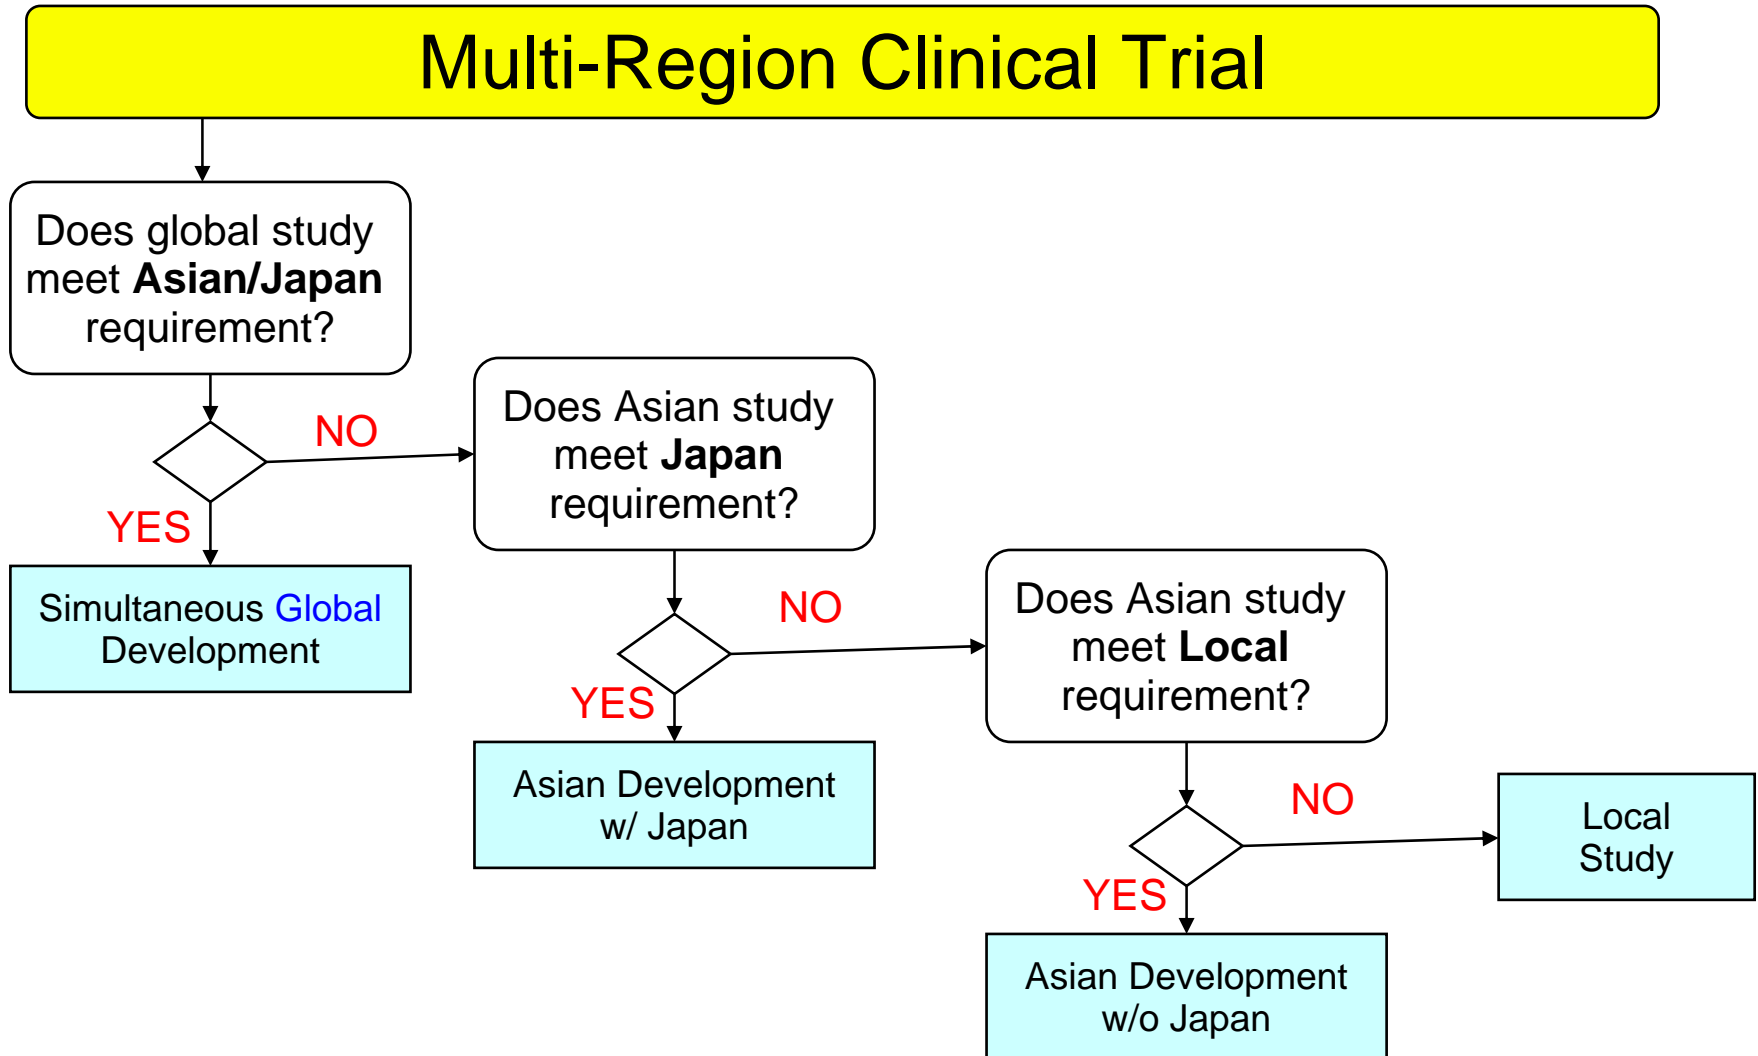 Multi-Region Clinical Trial
Does global study
meet Asian/Japan
requirement?
NO
YES
Simultaneous Global
Development
Does Asian study
meet Japan
requirement?
NO
YES
Asian Development
w/ Japan
Does Asian study
meet Local
requirement?
NO
YES
Local
Study
Asian Development
w/o Japan